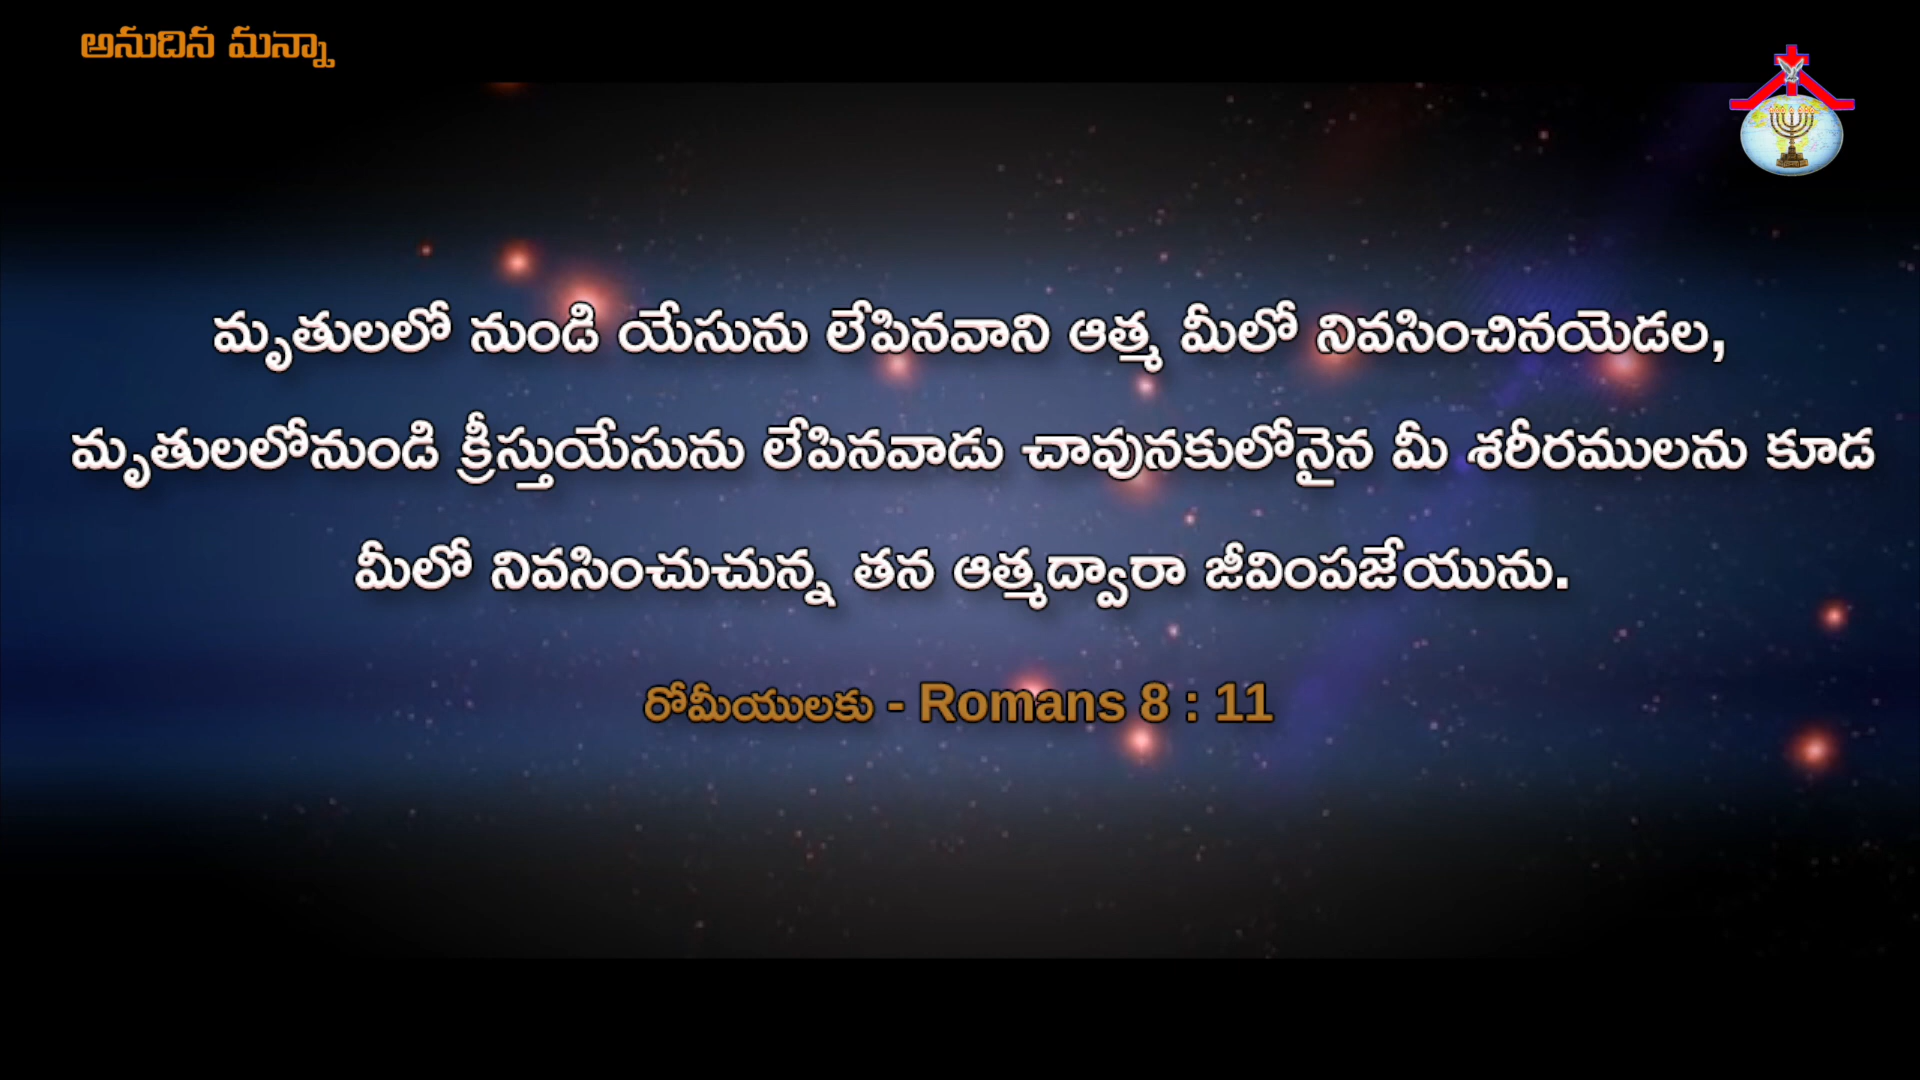 అనుదిన మన్నా
మృతులలో నుండి యేసును లేపినవాని ఆత్మ మీలో నివసించినయెడల,
మృతులలోనుండి క్రీస్తుయేసును లేపినవాడు చావునకులోనైన మీ శరీరములను కూడ
మీలో నివసించుచున్న తన ఆత్మద్వారా జీవింపజేయును.
రోమీయులకు - Romans 8 : 11